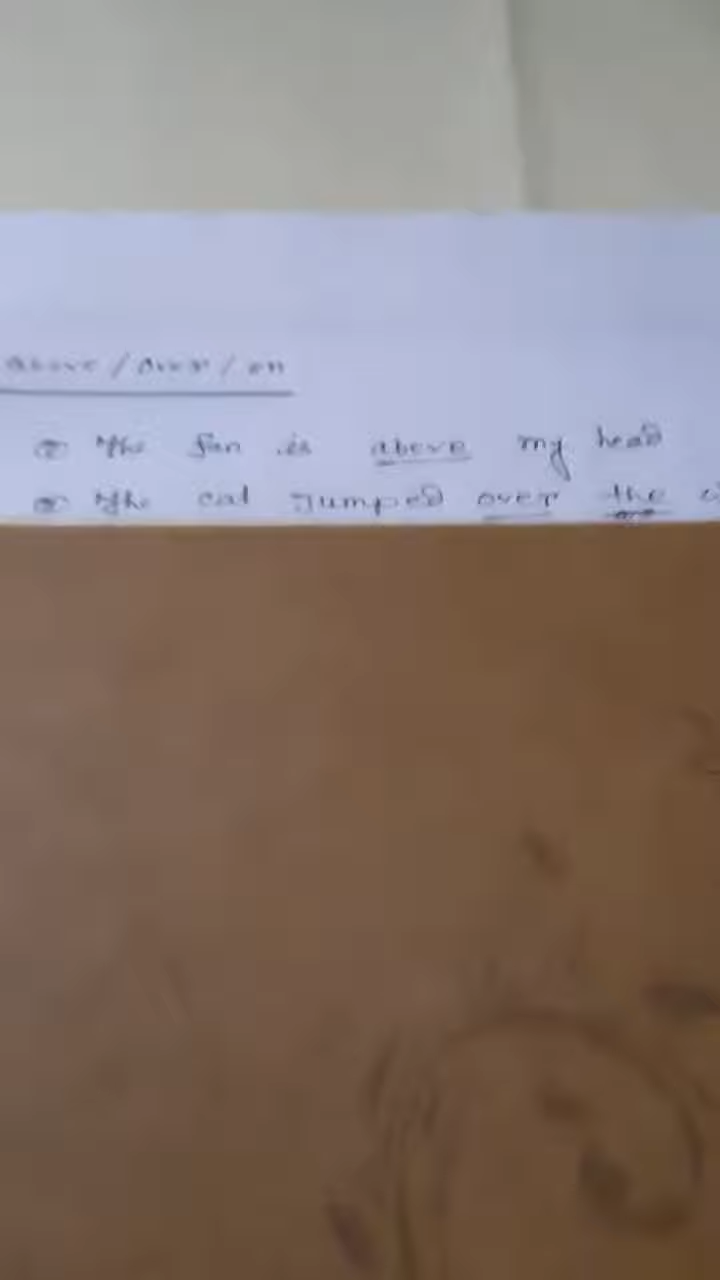 above / over / on
The fan is above my head
The cat jumped over the